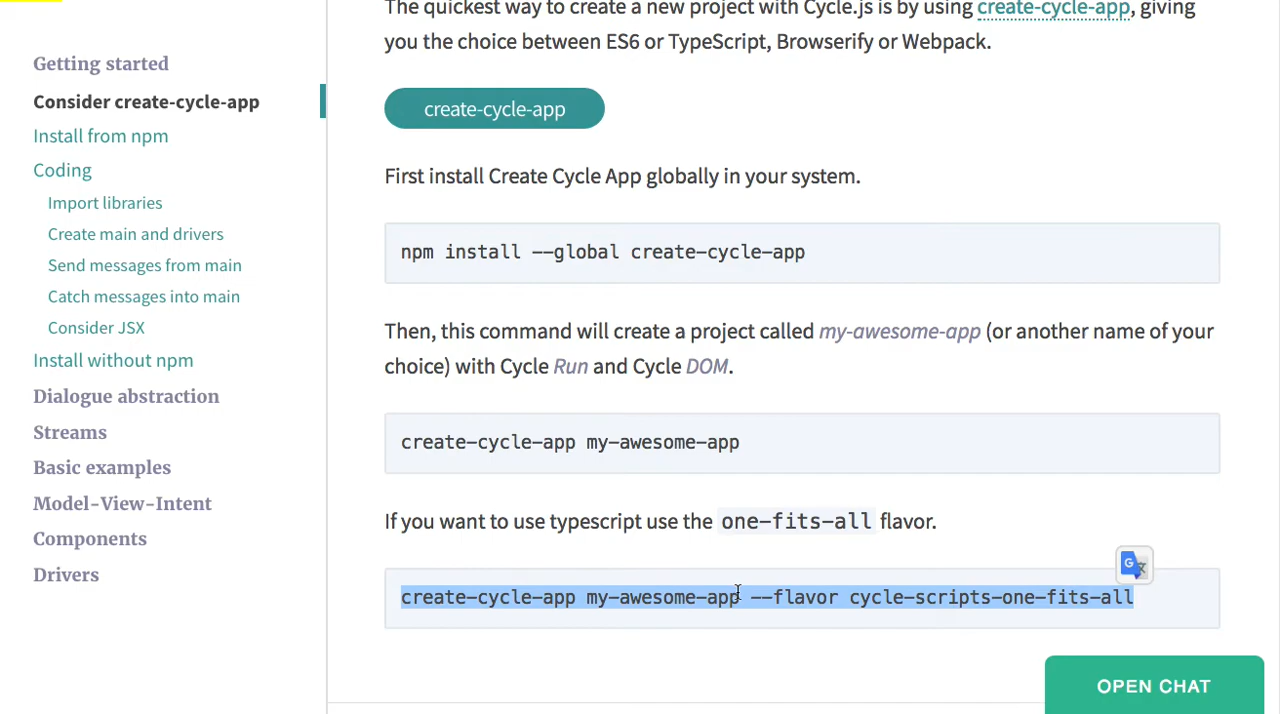 Getting started
Consider create-cycle-app
Install from npm
Coding
Import libraries
Create main and drivers
Send messages from main
Catch messages into main
Consider JSX
Install without npm
Dialogue abstraction
Streams
Basic examples
Model-View-Intent
Components
Drivers
The quickest way to create a new project with Cycle.js is by using create-cycle-app, giving
you the choice between ES6 or TypeScript, Browserify or Webpack.
create-cycle-app
First install Create Cycle App globally in your system.
npm install --global create-cycle-app
Then, this command will create a project called my-awesome-app (or another name of your
choice) with Cycle Run and Cycle DOM.
create-cycle-app my-awesome-app
If you want to use typescript use the one-fits-all flavor.
create-cycle-app my-awesome-app --flavor cycle-scripts-one-fits-all
OPEN CHAT